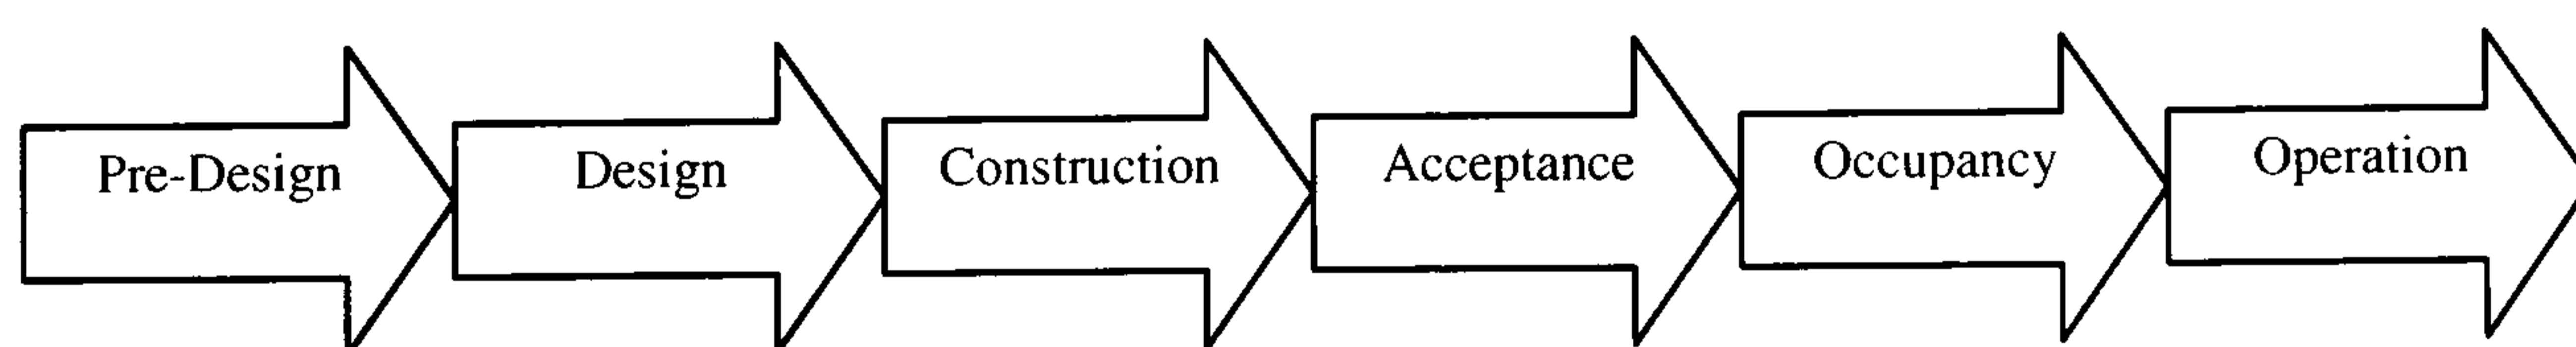 Pre-Design
Design
Construction
Acceptance
Occupancy
Operation